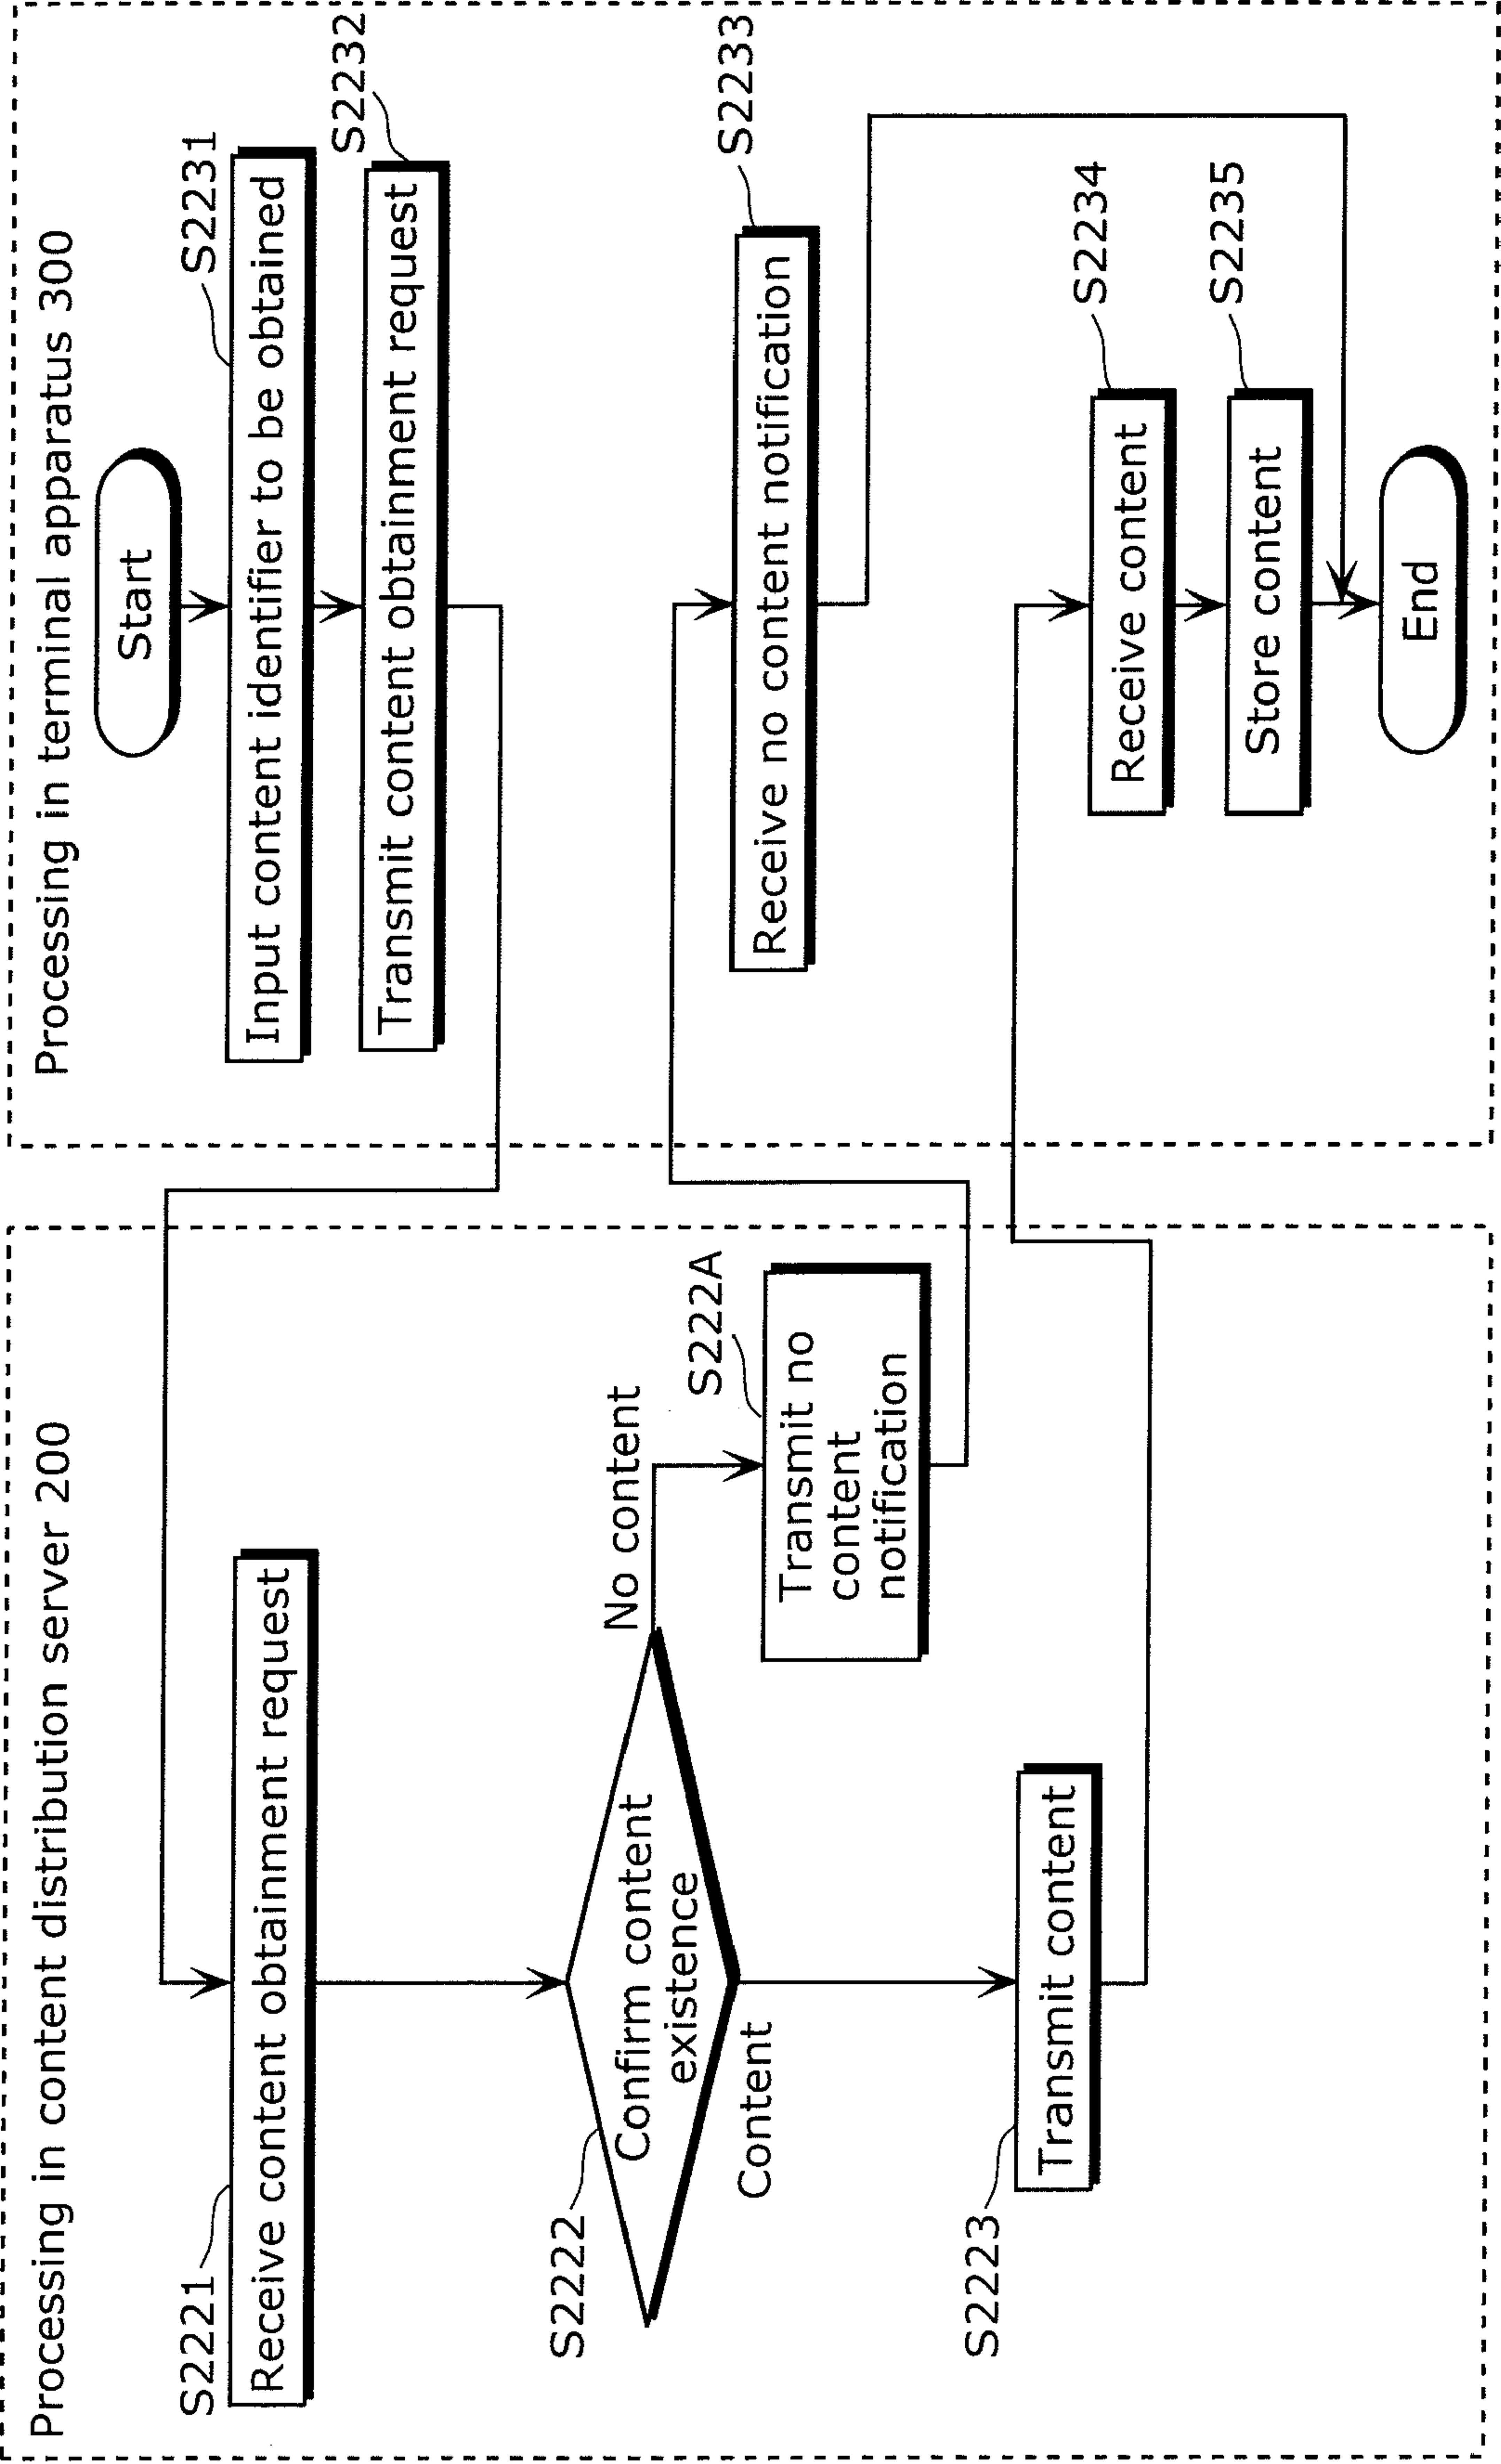 Processing in content distribution server 200
S2221
Receive content obtainment request
S2222
Confirm content
existence
No content
Content
S222A
Transmit no
content
notification
S2223
Transmit content
Processing in terminal apparatus 300
Start
S2231
Input content identifier to be obtained
S2232
Transmit content obtainment request
S2233
Receive no content notification
S2234
Receive content
S2235
Store content
End